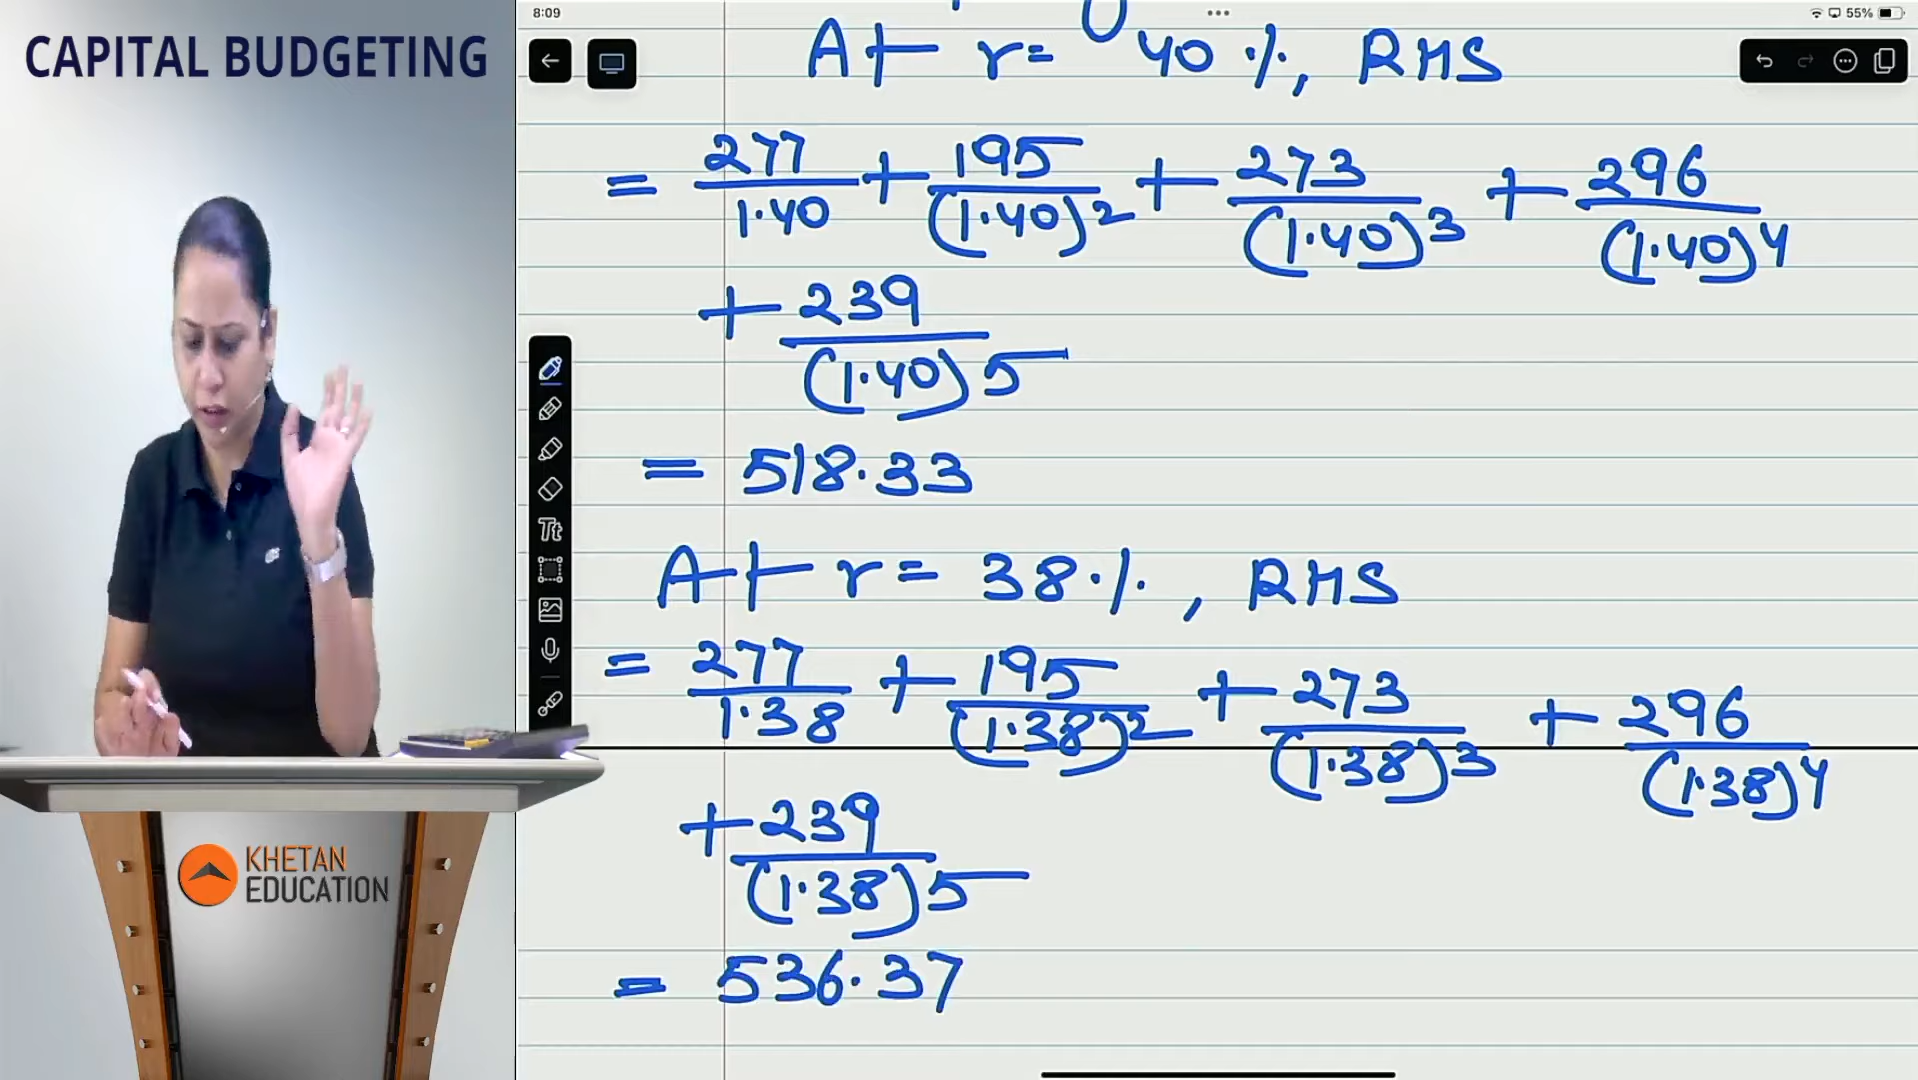 CAPITAL BUDGETING
8:09
55%
At r = 40 %, RHS
= 277/1.40 + 195/(1.40)2 + 273/(1.40)3 + 296/(1.40)4
+ 239/(1.40)5
= 518.33
At r = 38 %, RHS
= 277/1.38 + 195/(1.38)2 + 273/(1.38)3 + 296/(1.38)4
+ 239/(1.38)5
= 536.37
Tt
KHETAN
EDUCATION